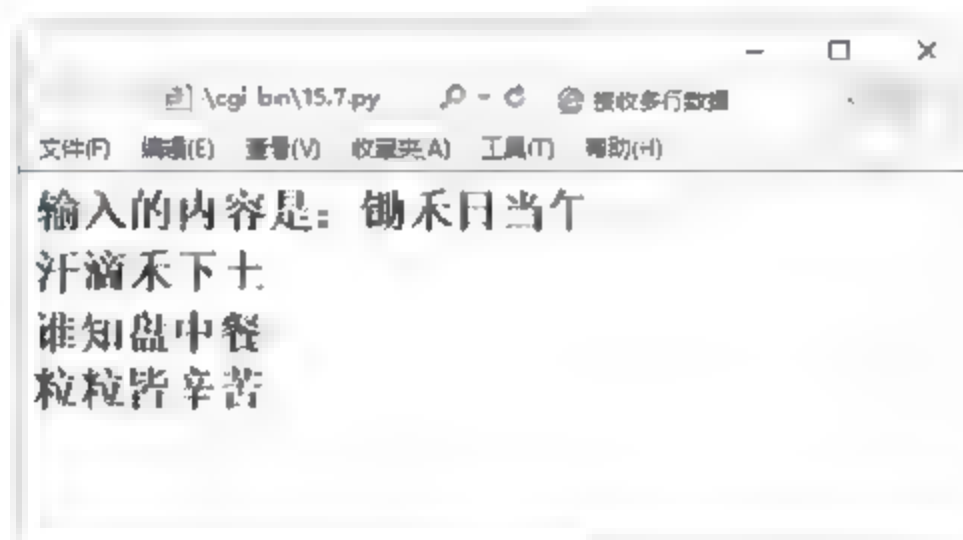 \cgi bin\15.7.py 接收多行数据
文件(F) 编辑(E) 查看(V) 收藏夹(A) 工具(T) 帮助(H)
输入的内容是：锄禾日当午
汗滴禾下土
谁知盘中餐
粒粒皆辛苦